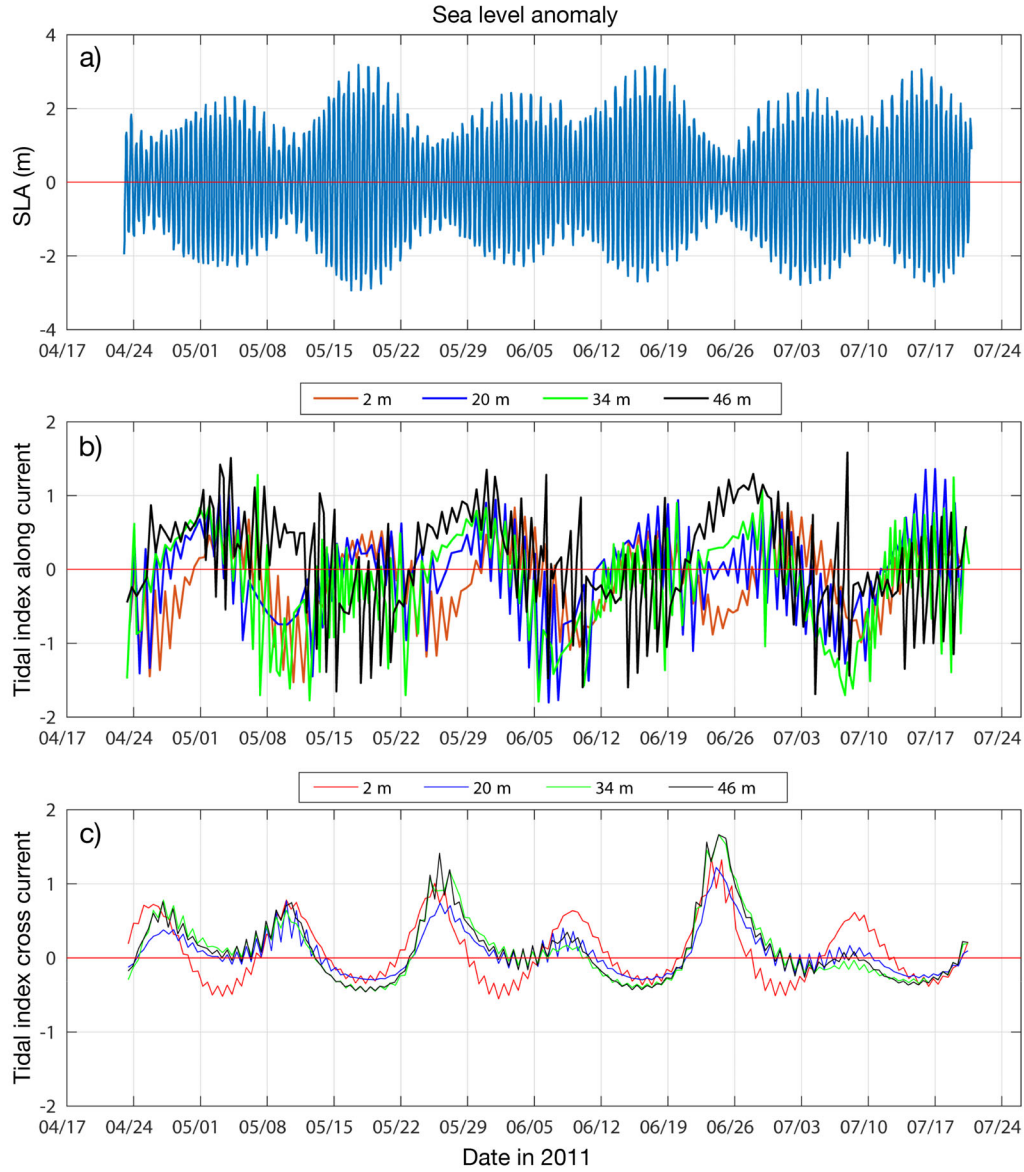 Sea level anomaly
a)
SLA (m)
4
2
0
-2
-4
04/17 04/24 05/01 05/08 05/15 05/22 05/29 06/05 06/12 06/19 06/26 07/03 07/10 07/17 07/24
2 m 20 m 34 m 46 m
b)
Tidal index along current
2
1
0
-1
-2
04/17 04/24 05/01 05/08 05/15 05/22 05/29 06/05 06/12 06/19 06/26 07/03 07/10 07/17 07/24
2 m 20 m 34 m 46 m
c)
Tidal index cross current
2
1
0
-1
2
04/17 04/24 05/01 05/08 05/15 05/22 05/29 06/05 06/12 06/19 06/26 07/03 07/10 07/17 07/24
Date in 2011